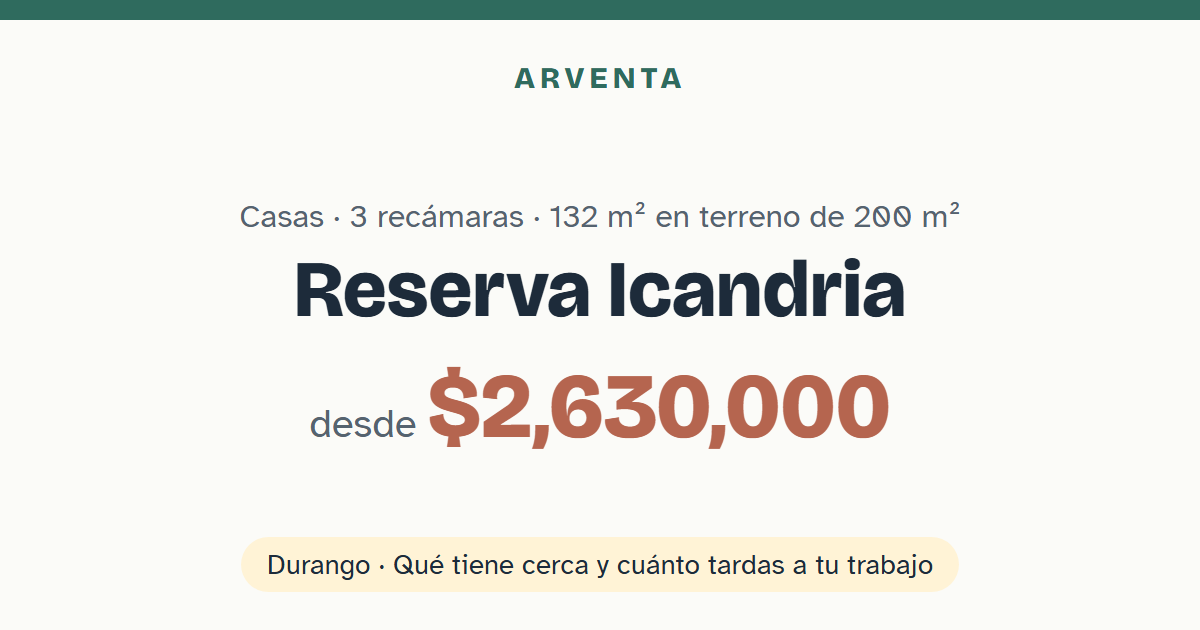 ARVENTA
Casas · 3 recámaras · 132 m² en terreno de 200 m²
Reserva Icandria
desde $2,630,000
Durango · Qué tiene cerca y cuánto tardas a tu trabajo